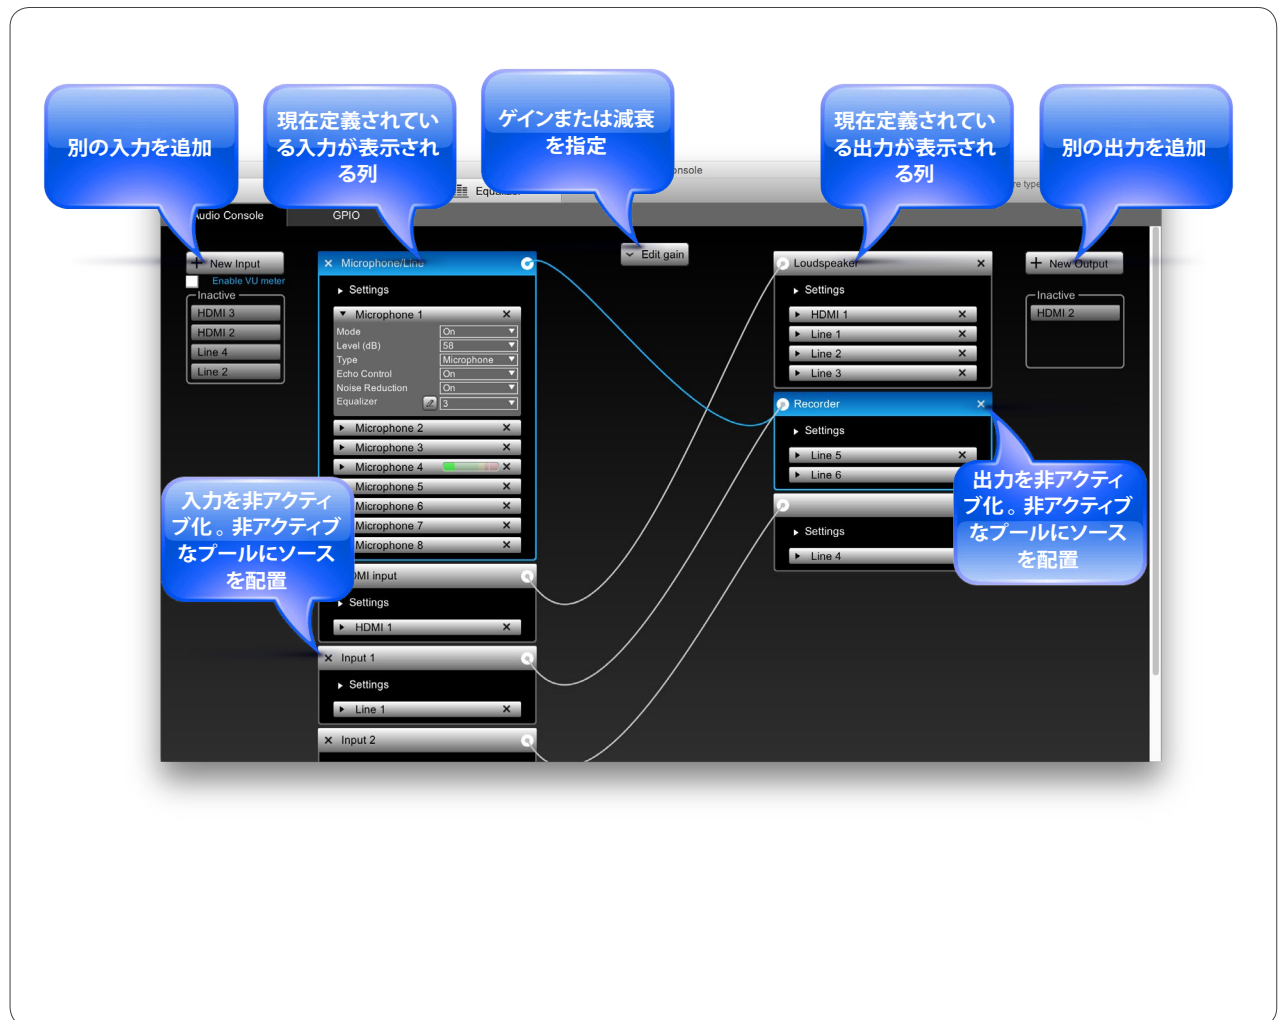 別の入力を追加
現在定義されてい
る入力が表示され
る列
ゲインまたは減衰
を指定
現在定義されてい
る出力が表示され
る列
別の出力を追加
Audio Console
GPIO
New Input
Enable VU meter
Inactive
HDMI 3
HDMI 2
Line 4
Line 2
Microphone/Line
Settings
Microphone 1
Mode On
Level (dB) 58
Type Microphone
Echo Control On
Noise Reduction On
Equalizer 3
Microphone 2
Microphone 3
Microphone 4
Microphone 5
Microphone 6
Microphone 7
Microphone 8
入力を非アクティ
ブ化。非アクティブ
なプールにソース
を配置
input
Settings
HDMI 1
Input 1
Settings
Line 1
Input 2
Edit gain
Loudspeaker
Settings
HDMI 1
Line 1
Line 2
Line 3
Recorder
Settings
Line 5
Line 6
Settings
Line 4
出力を非アクティ
ブ化。非アクティブ
なプールにソース
を配置
New Output
Inactive
HDMI 2